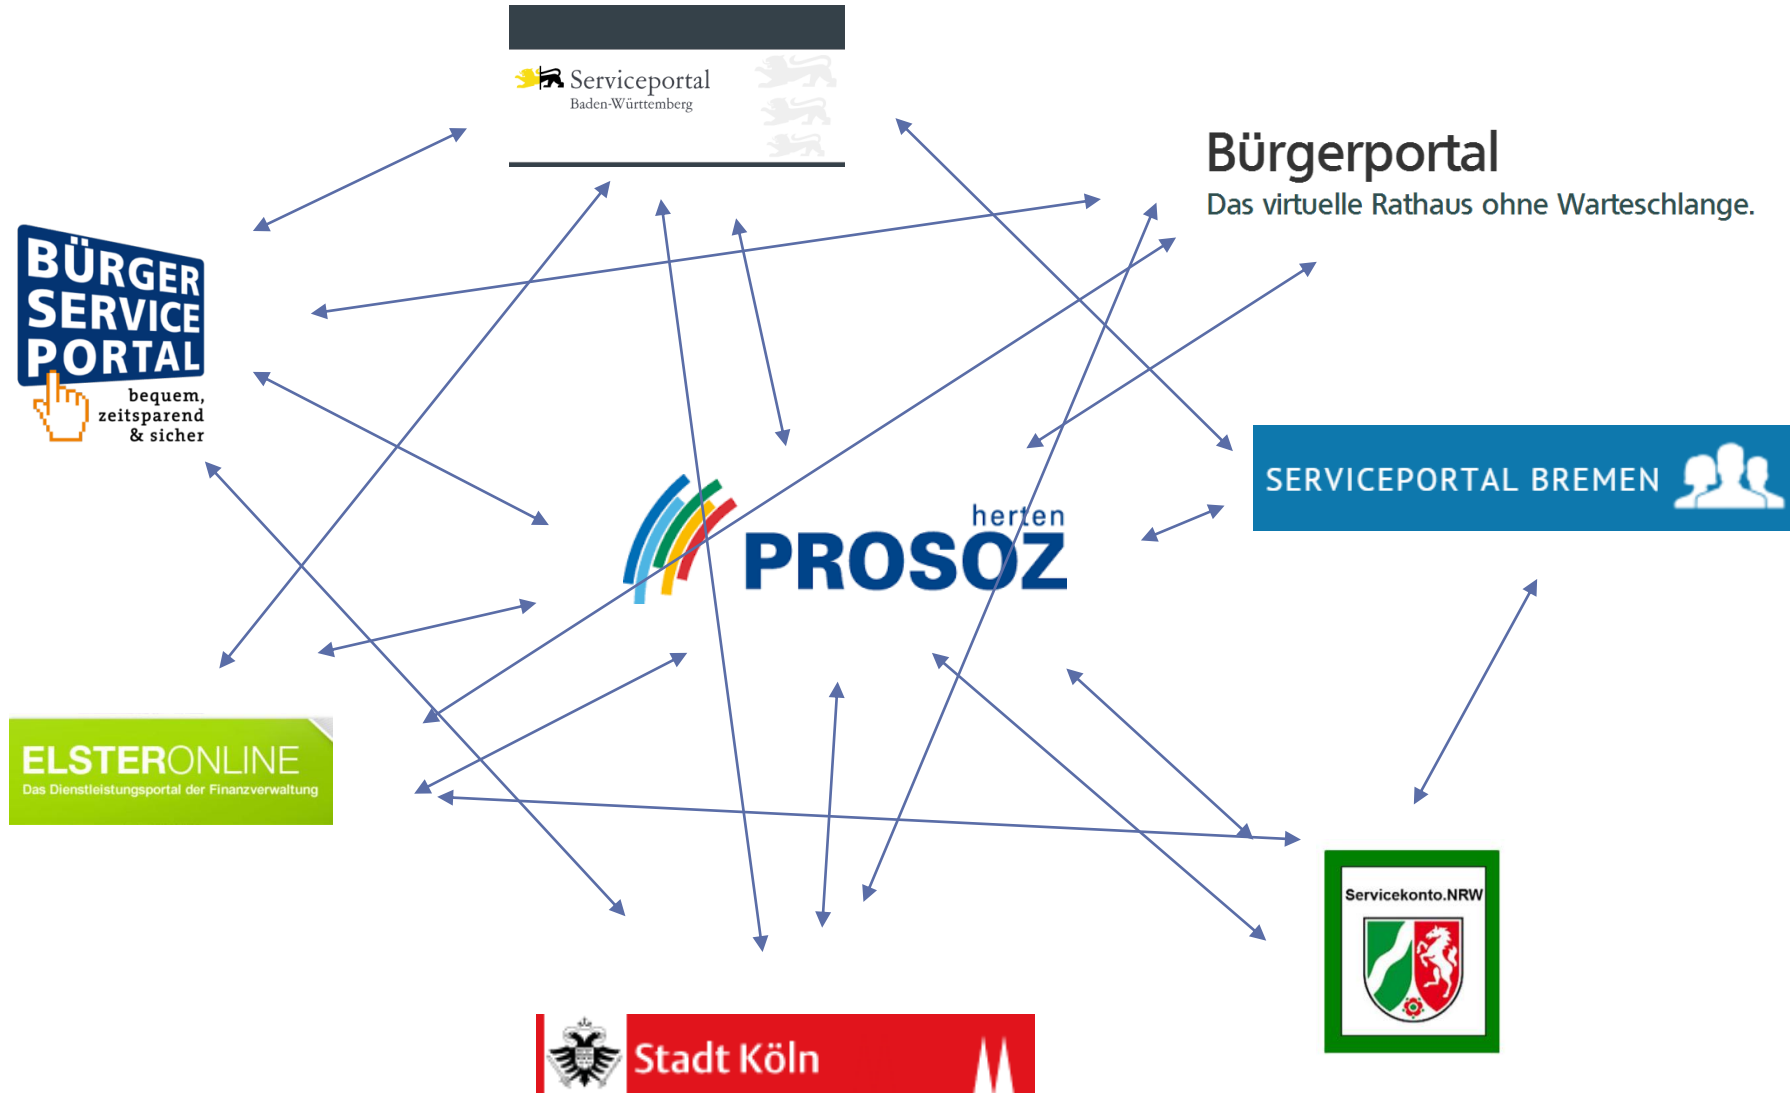 Serviceportal
Baden-Württemberg
Bürgerportal
Das virtuelle Rathaus ohne Warteschlange.
BÜRGER
SERVICE
PORTAL
bequem,
zeitsparend
& sicher
SERVICEPORTAL BREMEN
herten
PROSOZ
ELSTERONLINE
Das Dienstleistungsportal der Finanzverwaltung
Servicekonto.NRW
Stadt Köln